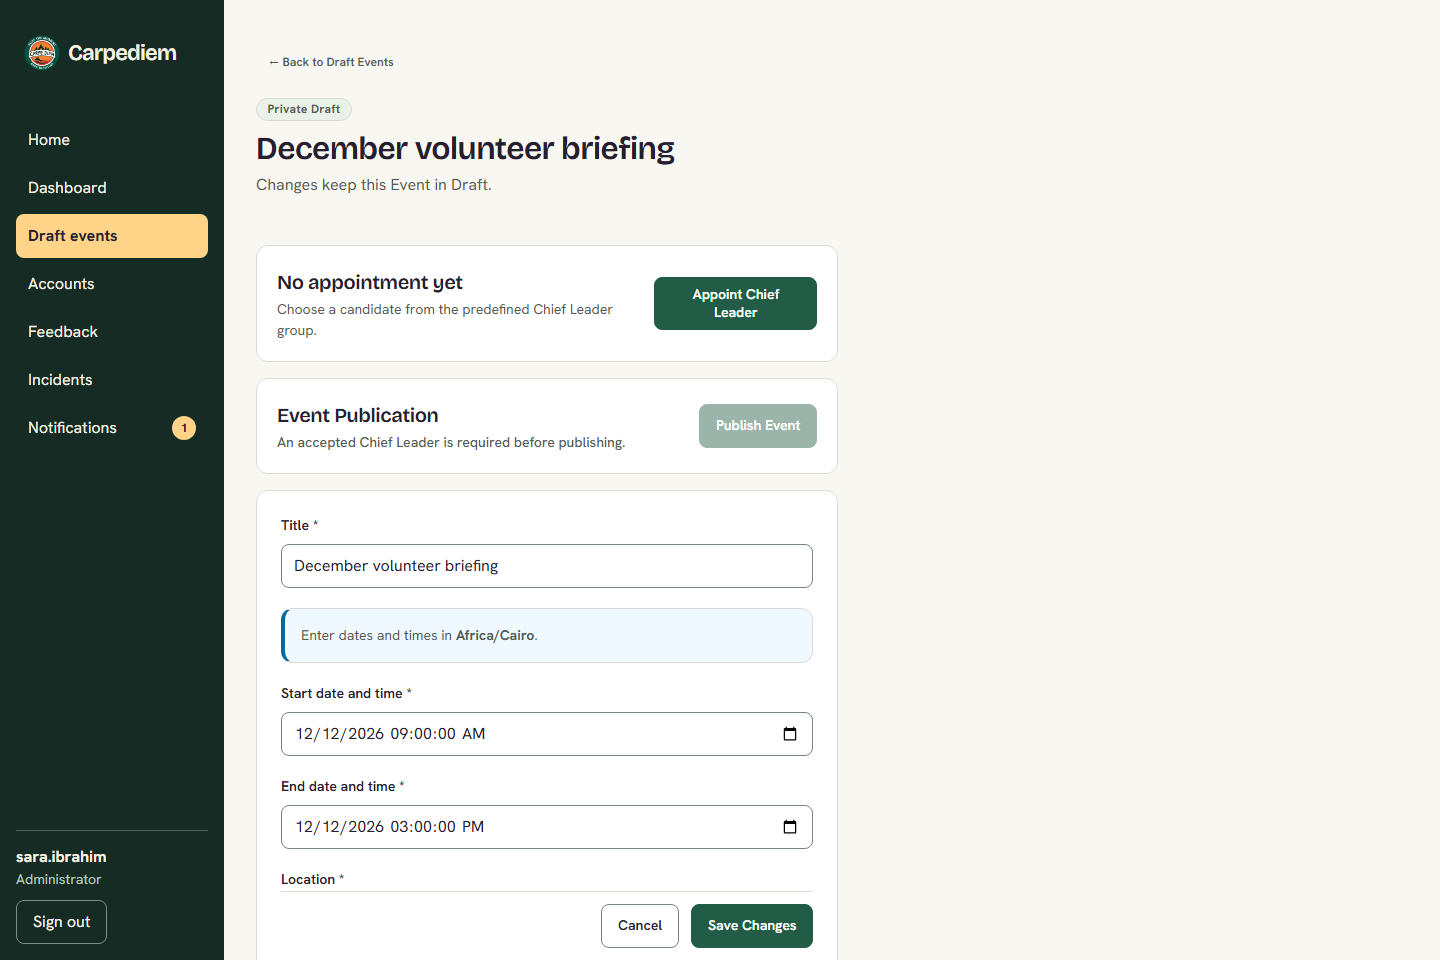 Carpediem
Home
Dashboard
Draft events
Accounts
Feedback
Incidents
Notifications 1
sara.ibrahim
Administrator
Sign out
← Back to Draft Events
Private Draft
December volunteer briefing
Changes keep this Event in Draft.
No appointment yet
Choose a candidate from the predefined Chief Leader
group.
Appoint Chief
Leader
Event Publication
An accepted Chief Leader is required before publishing.
Publish Event
Title *
December volunteer briefing
Enter dates and times in Africa/Cairo.
Start date and time *
12/12/2026 09:00:00 AM
End date and time *
12/12/2026 03:00:00 PM
Location *
Cancel
Save Changes